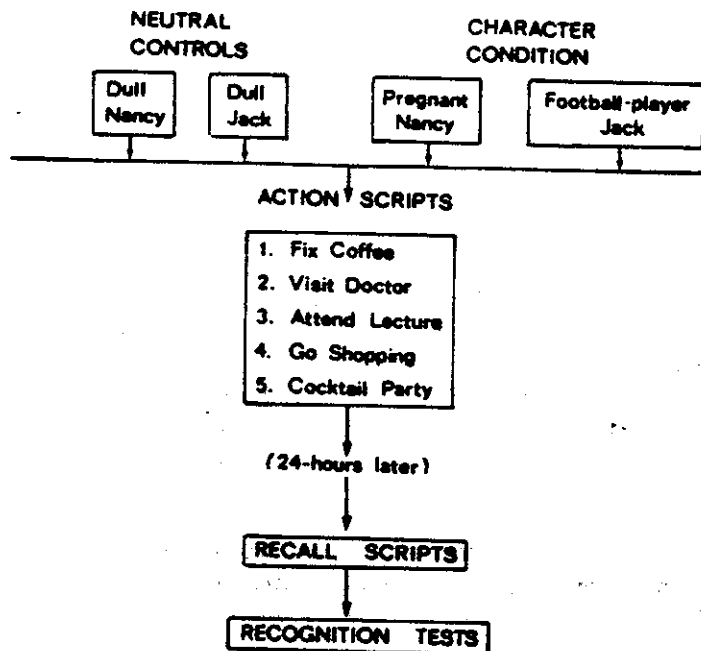 NEUTRAL
CONTROLS
CHARACTER
CONDITION
Dull
Nancy
Dull
Jack
Pregnant
Nancy
Football-player
Jack
ACTION SCRIPTS
1. Fix Coffee
2. Visit Doctor
3. Attend Lecture
4. Go Shopping
5. Cocktail Party
(24-hours later)
RECALL SCRIPTS
RECOGNITION TESTS